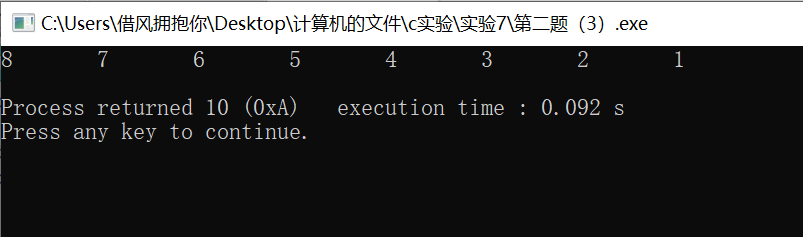 C:\Users\借风拥抱你\Desktop\计算机的文件\c实验\实验7\第二题（3）.exe
8 7 6 5 4 3 2 1
Process returned 10 (0xA) execution time : 0.092 s
Press any key to continue.